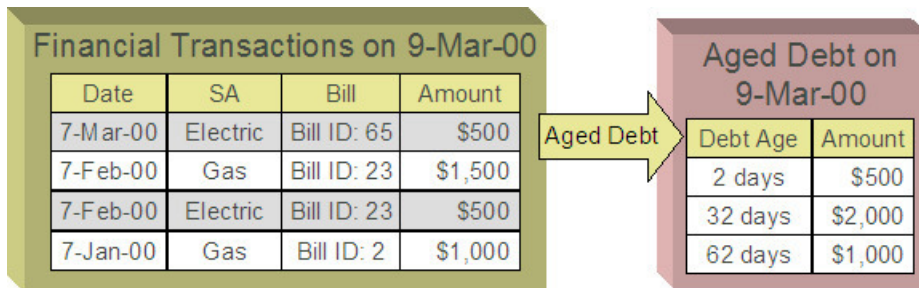 Financial Transactions on 9-Mar-00
Date SA Bill Amount
7-Mar-00 Electric Bill ID: 65 $500
7-Feb-00 Gas Bill ID: 23 $1,500
7-Feb-00 Electric Bill ID: 23 $500
7-Jan-00 Gas Bill ID: 2 $1,000
Aged Debt
Aged Debt on
9-Mar-00
Debt Age Amount
2 days $500
32 days $2,000
62 days $1,000